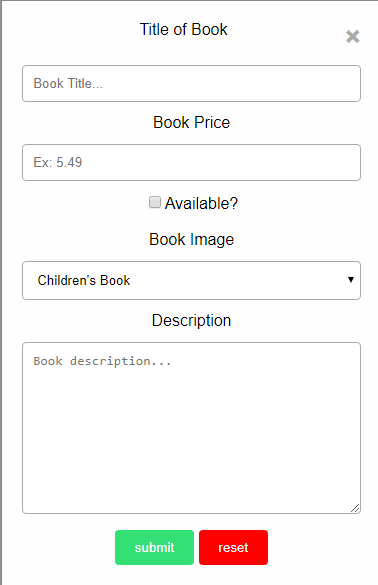 Title of Book
Book Title...
Book Price
Ex: 5.49
Available?
Book Image
Children's Book
Description
Book description...
submit reset